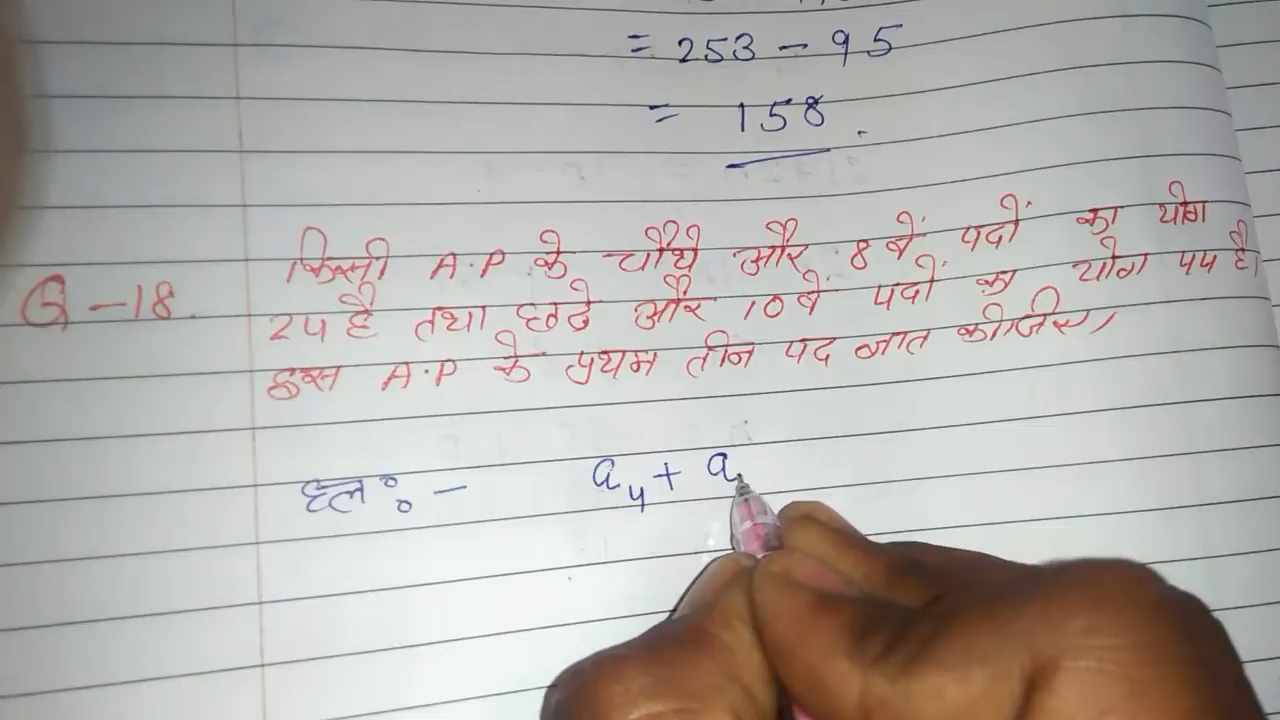 = 253 - 95
= 158.
Q-18. किसी A.P के चौथे और 8 वें पदों का योग
24 है तथा छठे और 10 वें पदों का योग 44 है।
इस A.P के प्रथम तीन पद ज्ञात कीजिए।
हल:- a₄ + a